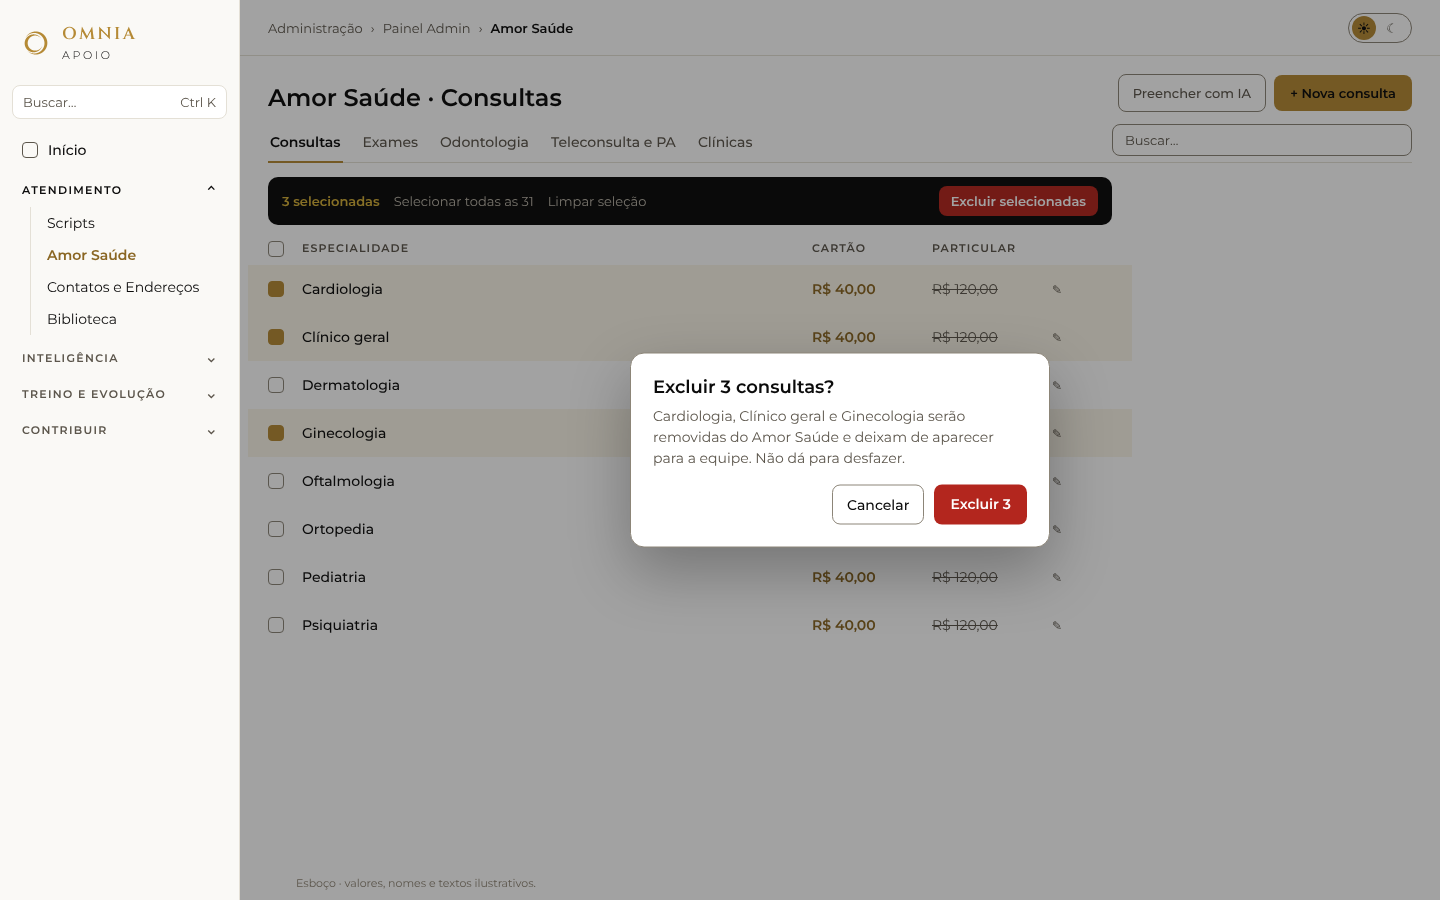 OMNIA
APOIO
Buscar...
Ctrl K
Início
ATENDIMENTO
Scripts
Amor Saúde
Contatos e Endereços
Biblioteca
INTELIGÊNCIA
TREINO E EVOLUÇÃO
CONTRIBUIR
Administração › Painel Admin › Amor Saúde
Amor Saúde · Consultas
Preencher com IA
+ Nova consulta
Consultas Exames Odontologia Teleconsulta e PA Clínicas
Buscar...
3 selecionadas Selecionar todas as 31 Limpar seleção
Excluir selecionadas
ESPECIALIDADE CARTÃO PARTICULAR
Cardiologia R$ 40,00 R$ 120,00
Clínico geral R$ 40,00 R$ 120,00
Dermatologia
Ginecologia
Oftalmologia
Ortopedia
Pediatria R$ 40,00 R$ 120,00
Psiquiatria R$ 40,00 R$ 120,00
Excluir 3 consultas?
Cardiologia, Clínico geral e Ginecologia serão
removidas do Amor Saúde e deixam de aparecer
para a equipe. Não dá para desfazer.
Cancelar
Excluir 3
Esboço · valores, nomes e textos ilustrativos.